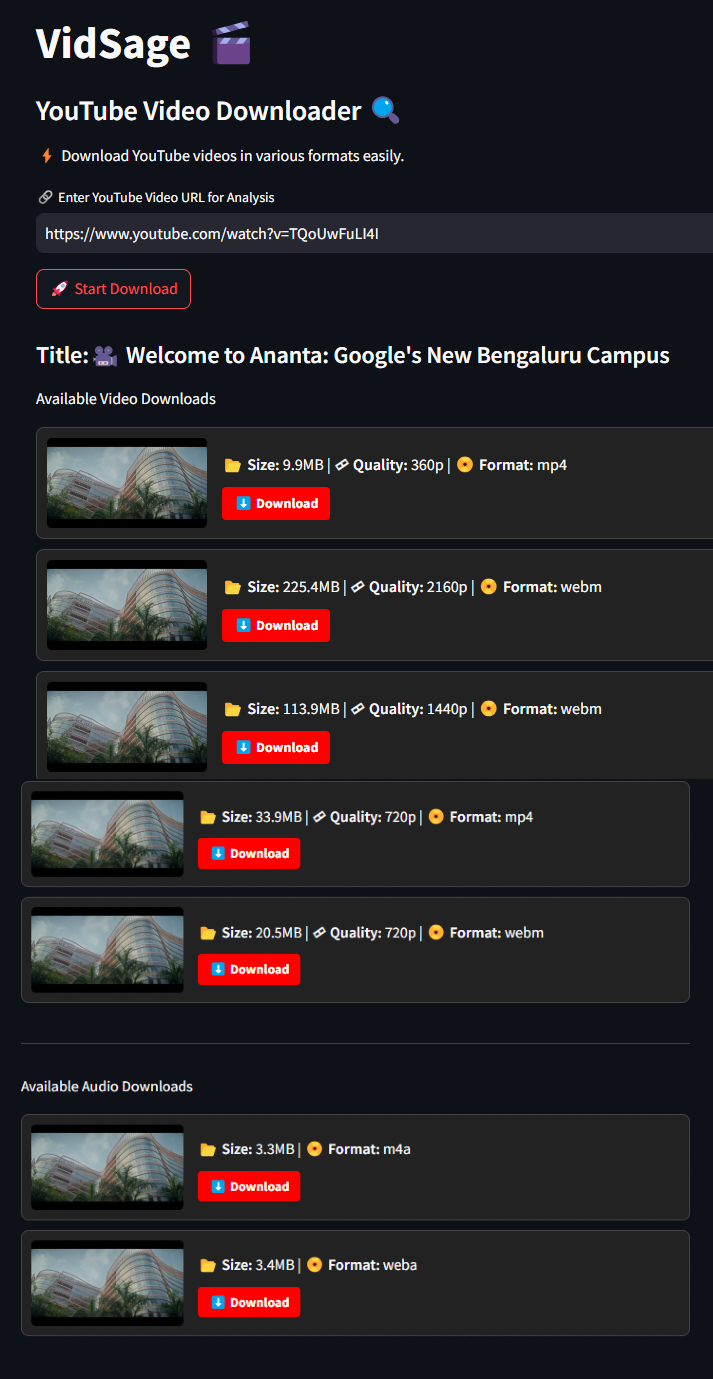 VidSage
YouTube Video Downloader
Download YouTube videos in various formats easily.
Enter YouTube Video URL for Analysis
https://www.youtube.com/watch?v=TQoUwFuLI4I
Start Download
Title: Welcome to Ananta: Google's New Bengaluru Campus
Available Video Downloads
Size: 9.9MB | Quality: 360p | Format: mp4
Download
Size: 225.4MB | Quality: 2160p | Format: webm
Download
Size: 113.9MB | Quality: 1440p | Format: webm
Download
Size: 33.9MB | Quality: 720p | Format: mp4
Download
Size: 20.5MB | Quality: 720p | Format: webm
Download
Available Audio Downloads
Size: 3.3MB | Format: m4a
Download
Size: 3.4MB | Format: weba
Download